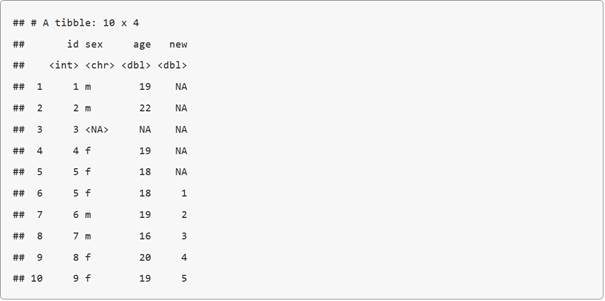 ## # A tibble: 10 x 4
##       id sex     age   new
##    <int> <chr> <dbl> <dbl>
##  1     1 m        19    NA
##  2     2 m        22    NA
##  3     3 <NA>     NA    NA
##  4     4 f        19    NA
##  5     5 f        18    NA
##  6     5 f        18     1
##  7     6 m        19     2
##  8     7 m        16     3
##  9     8 f        20     4
## 10     9 f        19     5